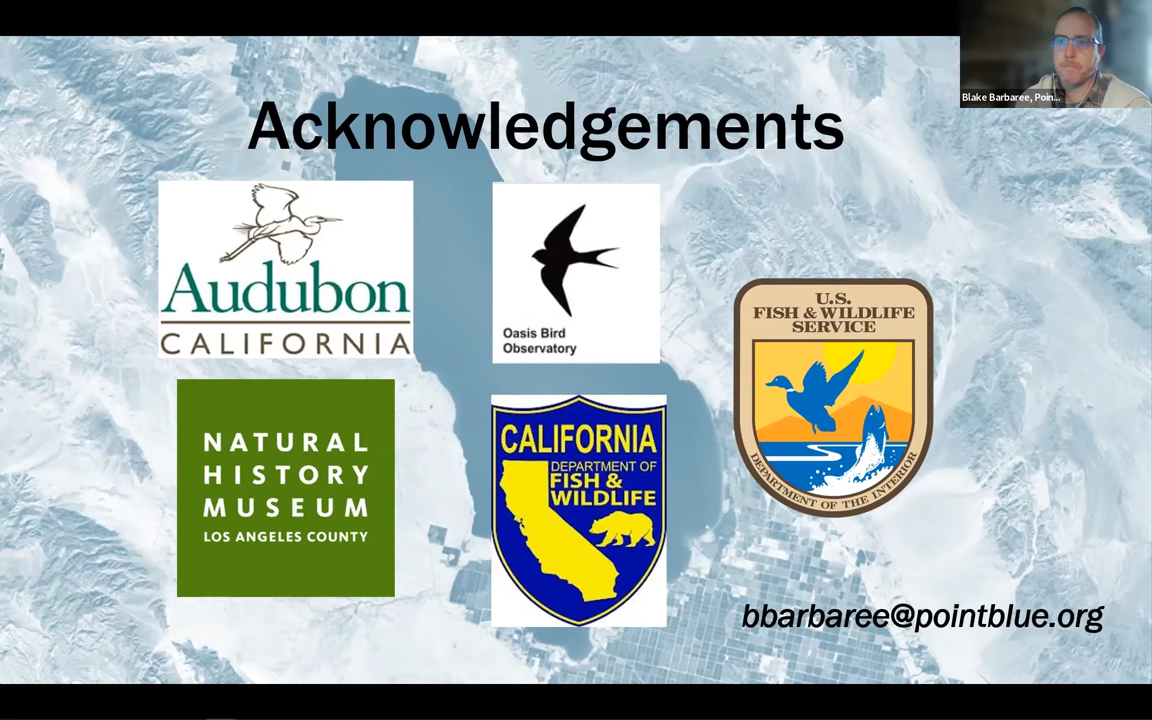 Blake Barbaree, Poin...
Acknowledgements
Audubon
CALIFORNIA
Oasis Bird
Observatory
U.S.
FISH & WILDLIFE
SERVICE
DEPARTMENT OF THE INTERIOR
NATURAL
HISTORY
MUSEUM
LOS ANGELES COUNTY
CALIFORNIA
DEPARTMENT OF
FISH &
WILDLIFE
bbarbaree@pointblue.org